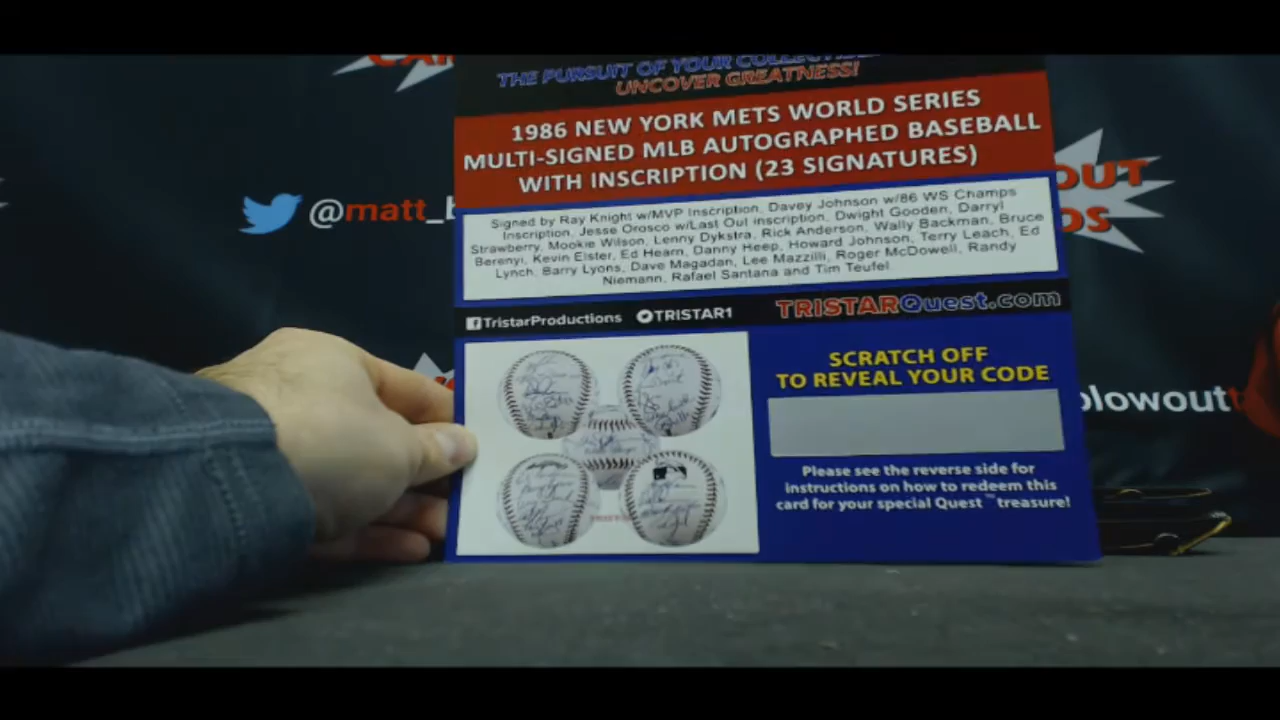 THE PURSUIT OF YOUR COLLECTING
UNCOVER GREATNESS!
1986 NEW YORK METS WORLD SERIES
MULTI-SIGNED MLB AUTOGRAPHED BASEBALL
WITH INSCRIPTION (23 SIGNATURES)
Signed by Ray Knight w/MVP Inscription, Davey Johnson w/86 WS Champs
Inscription, Jesse Orosco w/Last Out inscription, Dwight Gooden, Darryl
Strawberry, Mookie Wilson, Lenny Dykstra, Rick Anderson, Wally Backman, Bruce
Berenyi, Kevin Elster, Ed Hearn, Danny Heep, Howard Johnson, Terry Leach, Ed
Lynch, Barry Lyons, Dave Magadan, Lee Mazzilli, Roger McDowell, Randy
Niemann, Rafael Santana and Tim Teufel
TristarProductions TRISTAR1 TRISTARQuest.com
SCRATCH OFF
TO REVEAL YOUR CODE
Please see the reverse side for
instructions on how to redeem this
card for your special Quest™ treasure!
@matt_b
OUT
DS
blowoutt